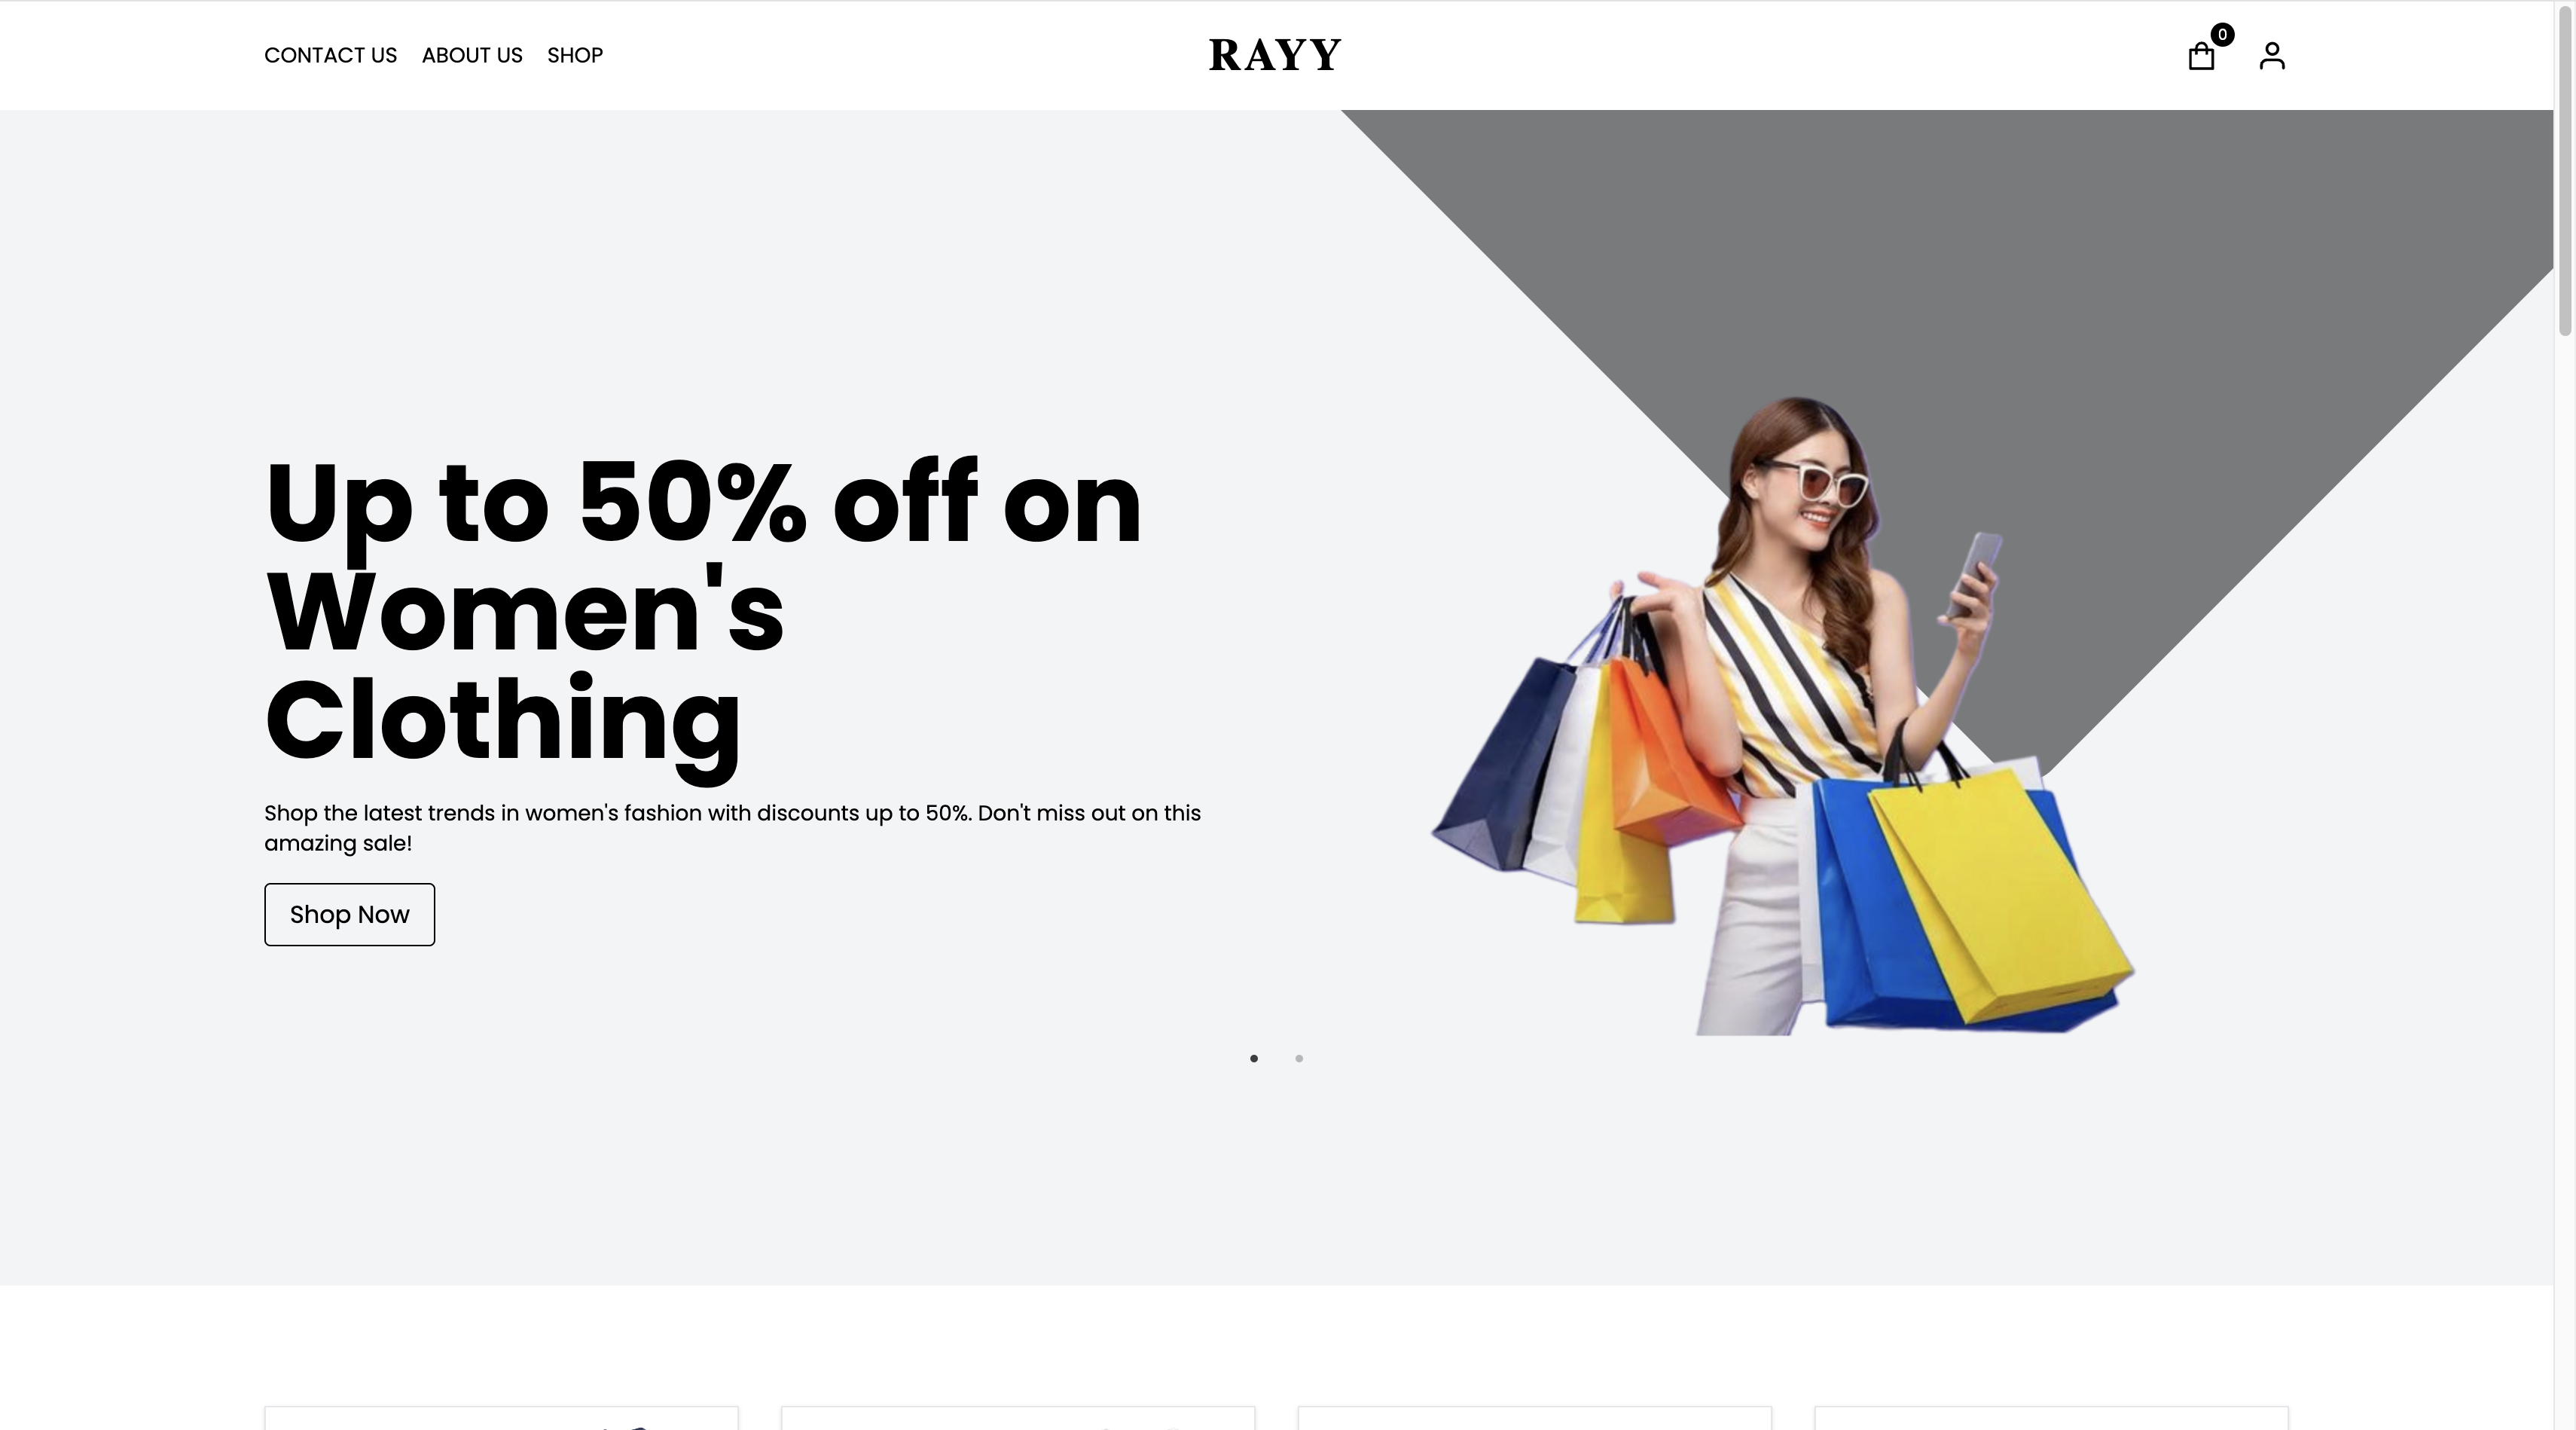 CONTACT US ABOUT US SHOP RAYY 0
Up to 50% off on
Women's
Clothing
Shop the latest trends in women's fashion with discounts up to 50%. Don't miss out on this
amazing sale!
Shop Now